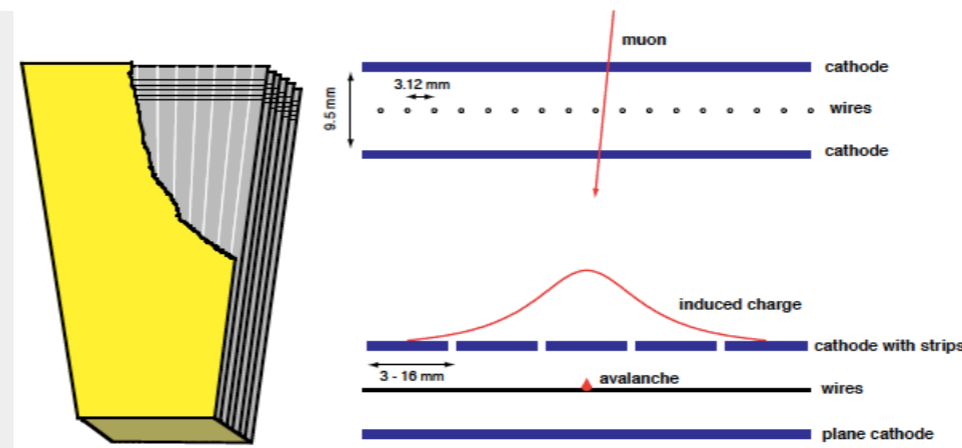 muon
cathode
3.12 mm
wires
9.5 mm
cathode
induced charge
cathode with strips
3 - 16 mm
avalanche
wires
plane cathode